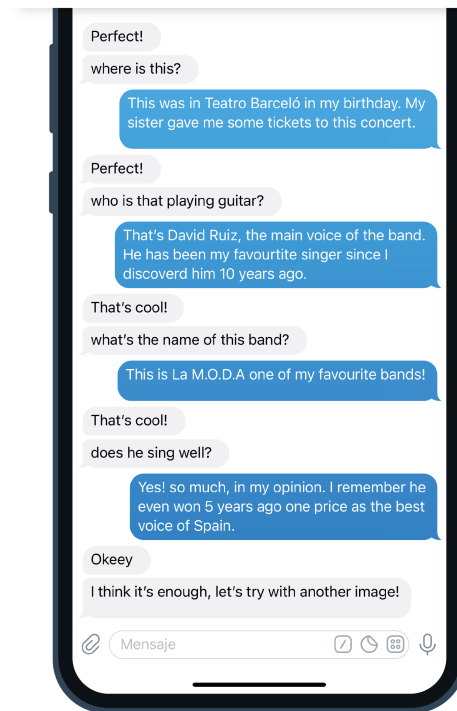 Perfect!
where is this?
This was in Teatro Barceló in my birthday. My
sister gave me some tickets to this concert.
Perfect!
who is that playing guitar?
That's David Ruiz, the main voice of the band.
He has been my favourtite singer since I
discoverd him 10 years ago.
That's cool!
what's the name of this band?
This is La M.O.D.A one of my favourite bands!
That's cool!
does he sing well?
Yes! so much, in my opinion. I remember he
even won 5 years ago one price as the best
voice of Spain.
Okeey
I think it's enough, let's try with another image!
Mensaje